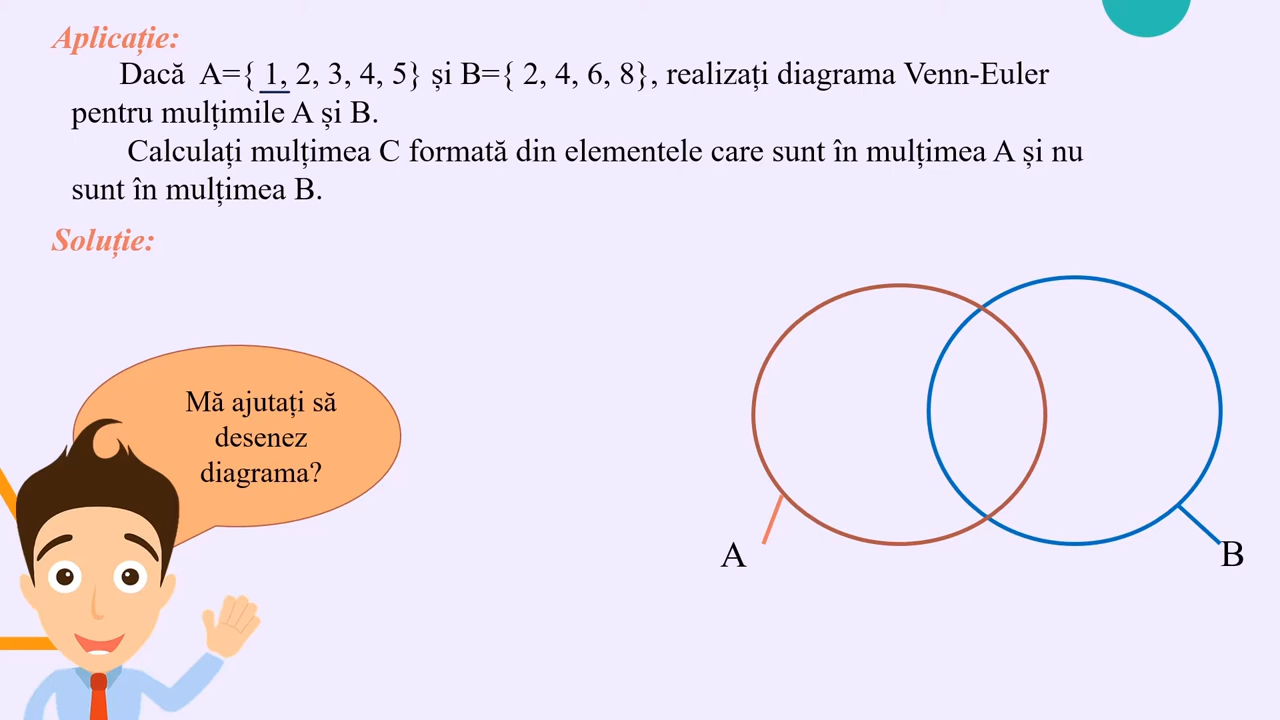 Aplicație:
Dacă A={ 1, 2, 3, 4, 5} și B={ 2, 4, 6, 8}, realizați diagrama Venn-Euler
pentru mulțimile A și B.
Calculați mulțimea C formată din elementele care sunt în mulțimea A și nu
sunt în mulțimea B.
Soluție:
Mă ajutați să
desenez
diagrama?
A
B